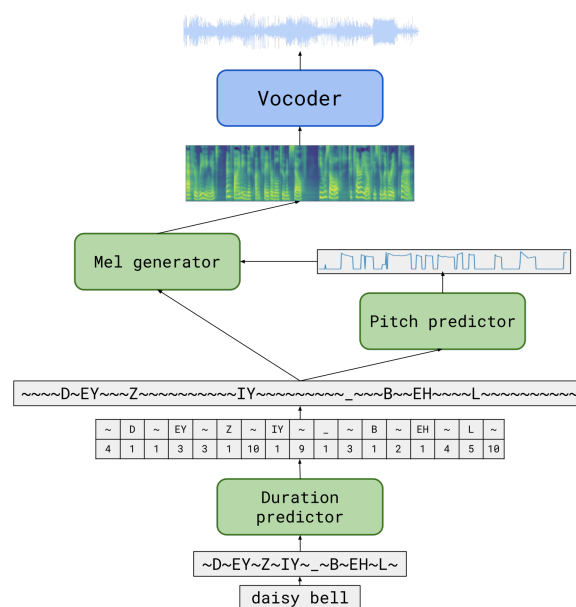 Vocoder
Mel generator
Pitch predictor
~~~~D~EY~~~Z~~~~~~~~~~IY~~~~~~~~~_~~~B~~EH~~~~L~~~~~~~~~~
~ D ~ EY ~ Z ~ IY ~ _ ~ B ~ EH ~ L ~
4 1 1 3 3 1 10 1 9 1 3 1 2 1 4 5 10
Duration
predictor
~D~EY~Z~IY~_~B~EH~L~
daisy bell